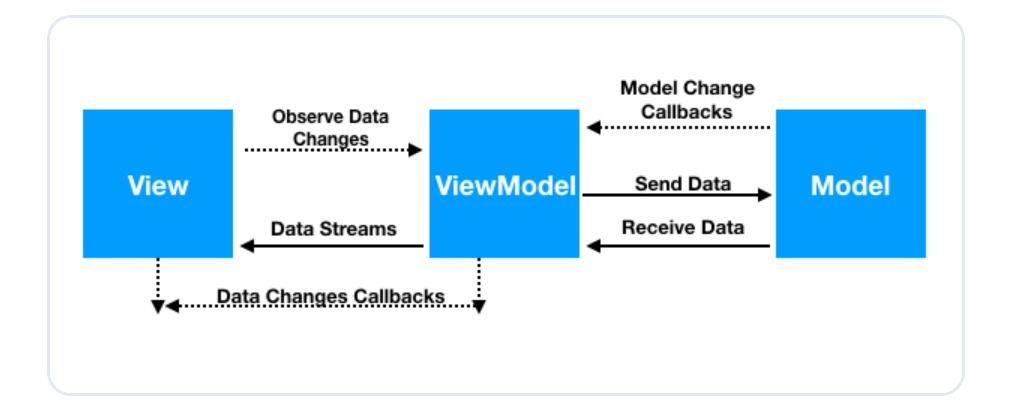 Model Change
Callbacks
Observe Data
Changes
View
ViewModel
Send Data
Model
Data Streams
Receive Data
Data Changes Callbacks